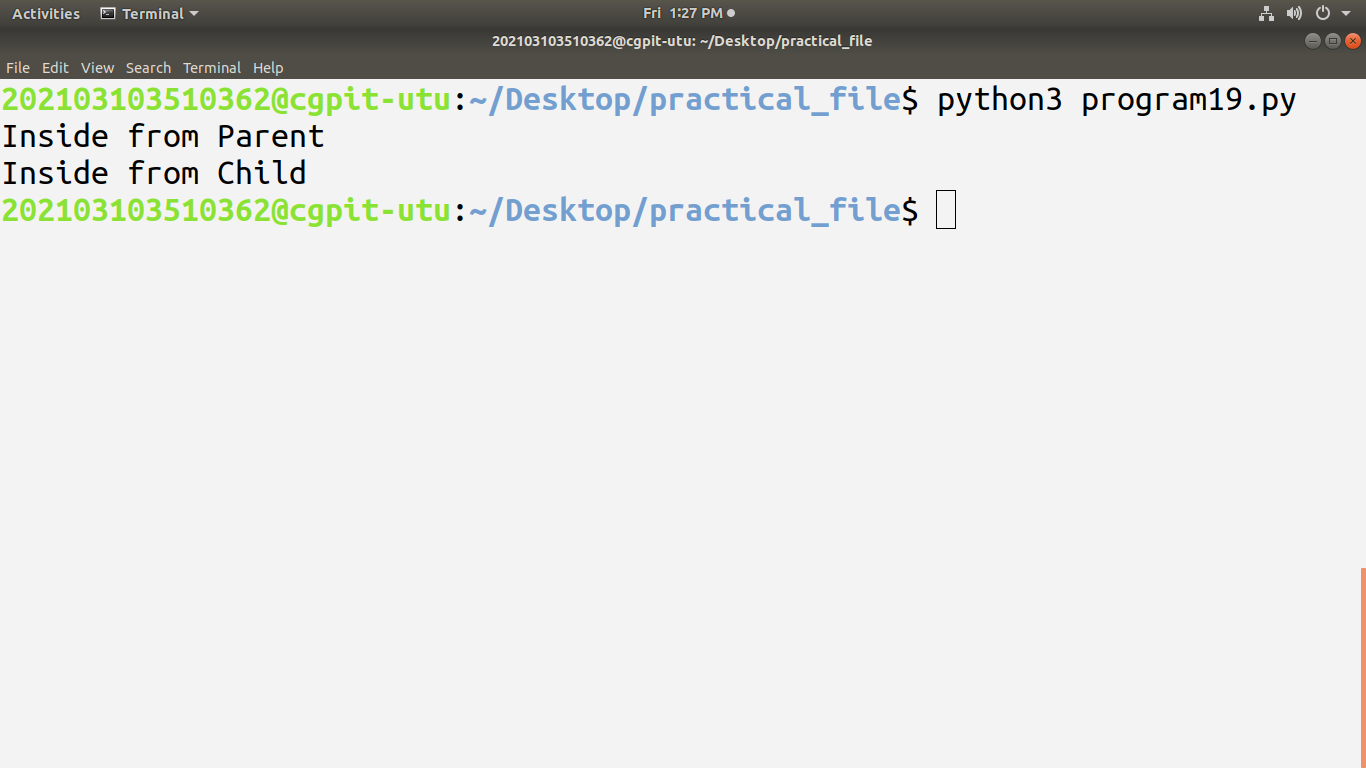 Activities Terminal Fri 1:27 PM
202103103510362@cgpit-utu: ~/Desktop/practical_file
File Edit View Search Terminal Help
202103103510362@cgpit-utu:~/Desktop/practical_file$ python3 program19.py
Inside from Parent
Inside from Child
202103103510362@cgpit-utu:~/Desktop/practical_file$